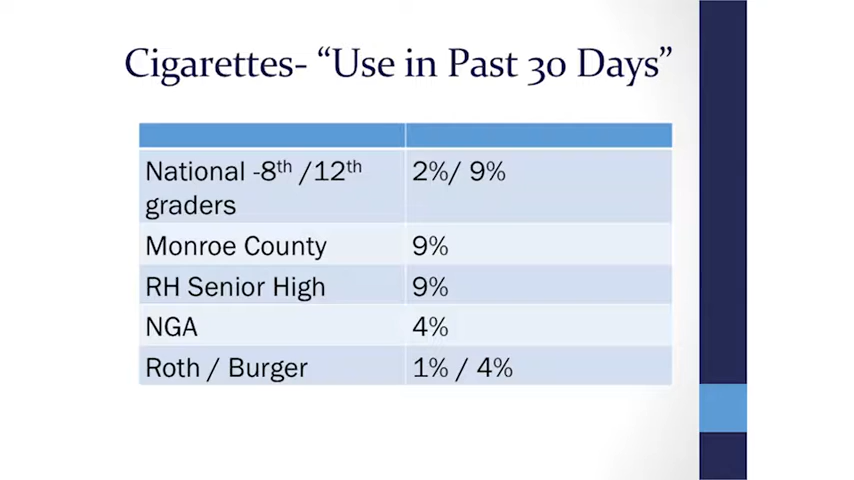 Cigarettes- “Use in Past 30 Days”
National -8th /12th 2%/ 9%
graders
Monroe County 9%
RH Senior High 9%
NGA 4%
Roth / Burger 1% / 4%